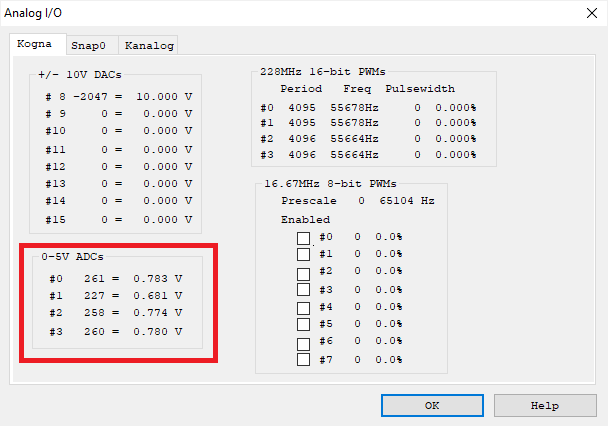 Analog I/O
Kogna Snap0 Kanalog
+/- 10V DACs
# 8 -2047 = 10.000 V
# 9 0 = 0.000 V
#10 0 = 0.000 V
#11 0 = 0.000 V
#12 0 = 0.000 V
#13 0 = 0.000 V
#14 0 = 0.000 V
#15 0 = 0.000 V
0-5V ADCs
#0 261 = 0.783 V
#1 227 = 0.681 V
#2 258 = 0.774 V
#3 260 = 0.780 V
228MHz 16-bit PWMs
Period Freq Pulsewidth
#0 4095 55678Hz 0 0.000%
#1 4095 55678Hz 0 0.000%
#2 4096 55664Hz 0 0.000%
#3 4096 55664Hz 0 0.000%
16.67MHz 8-bit PWMs
Prescale 0 65104 Hz
Enabled
#0 0 0.0%
#1 0 0.0%
#2 0 0.0%
#3 0 0.0%
#4 0 0.0%
#5 0 0.0%
#6 0 0.0%
#7 0 0.0%
OK Help